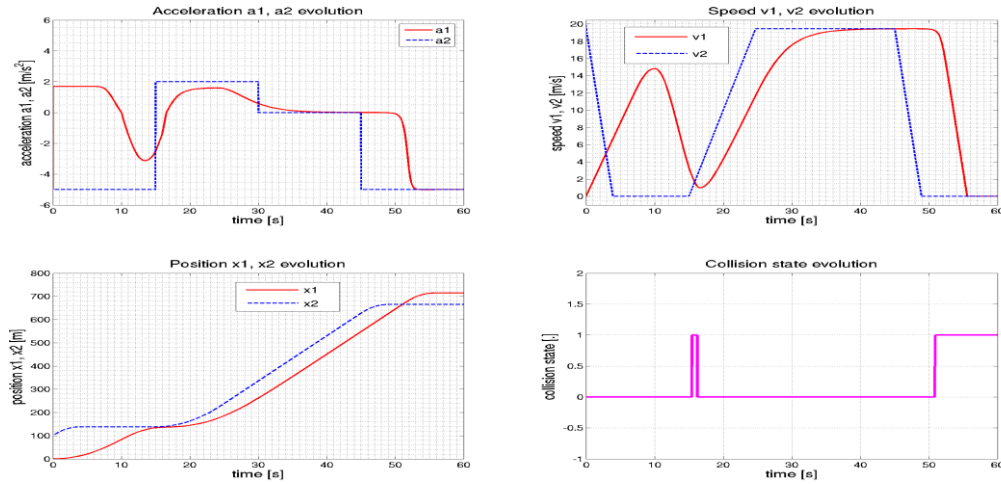 Acceleration a1, a2 evolution
acceleration a1, a2 [m/s²]
6
4
2
0
-2
-4
-6
a1
a2
0 10 20 30 40 50 60
time [s]
Speed v1, v2 evolution
speed v1, v2 [m/s]
20
18
16
14
12
10
8
6
4
2
0
v1
v2
0 10 20 30 40 50 60
time [s]
Position x1, x2 evolution
position x1, x2 [m]
800
700
600
500
400
300
200
100
0
x1
x2
0 10 20 30 40 50 60
time [s]
Collision state evolution
collision state [.]
2
1.5
1
0.5
0
-0.5
-1
0 10 20 30 40 50 60
time [s]